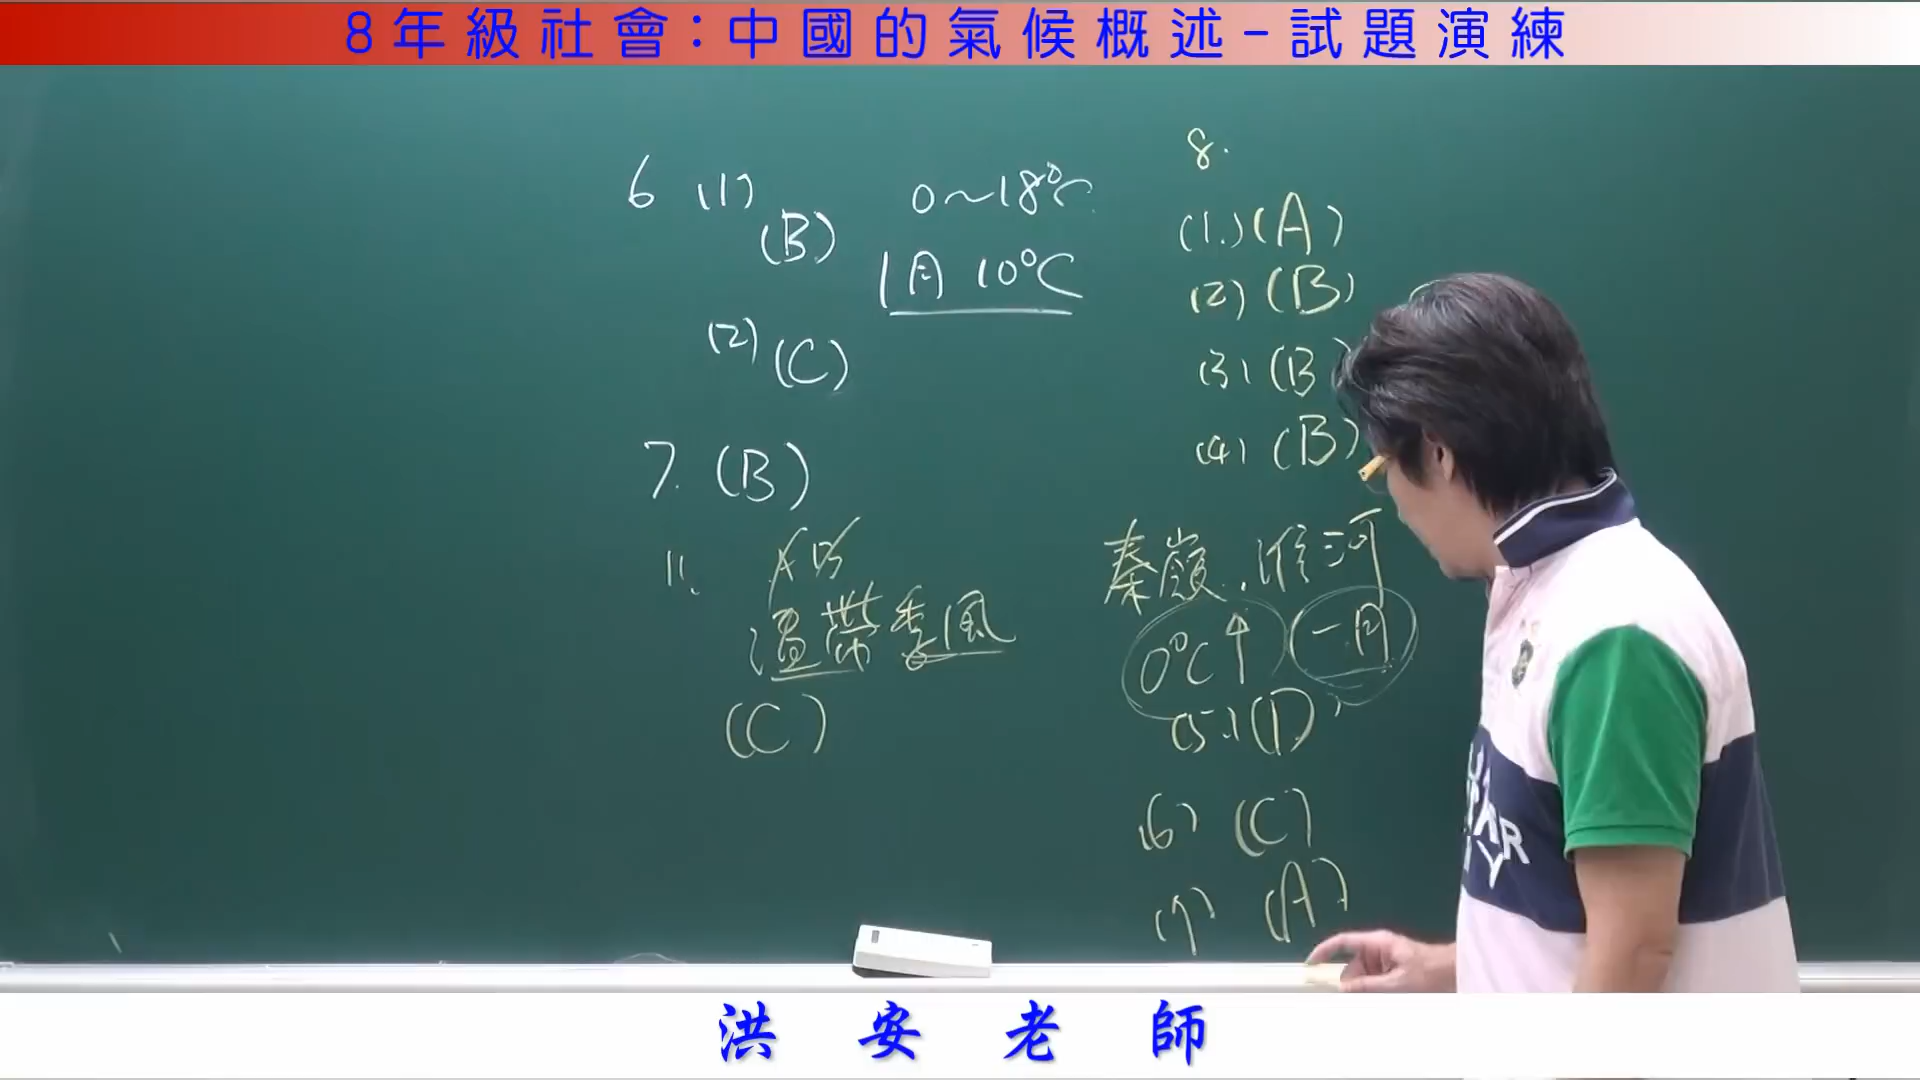 8年級社會:中國的氣候概述-試題演練
6 (1)
(B)
0~18°C
1月 10°C
(2)
(C)
7. (B)
11.
溫帶季風
(C)
8.
(1.)(A)
(2) (B)
(3) (B)
(4) (B)
秦嶺.淮河
0°C↑ (一月)
(5.)(D)
(6) (C)
(7) (A)
洪安老師